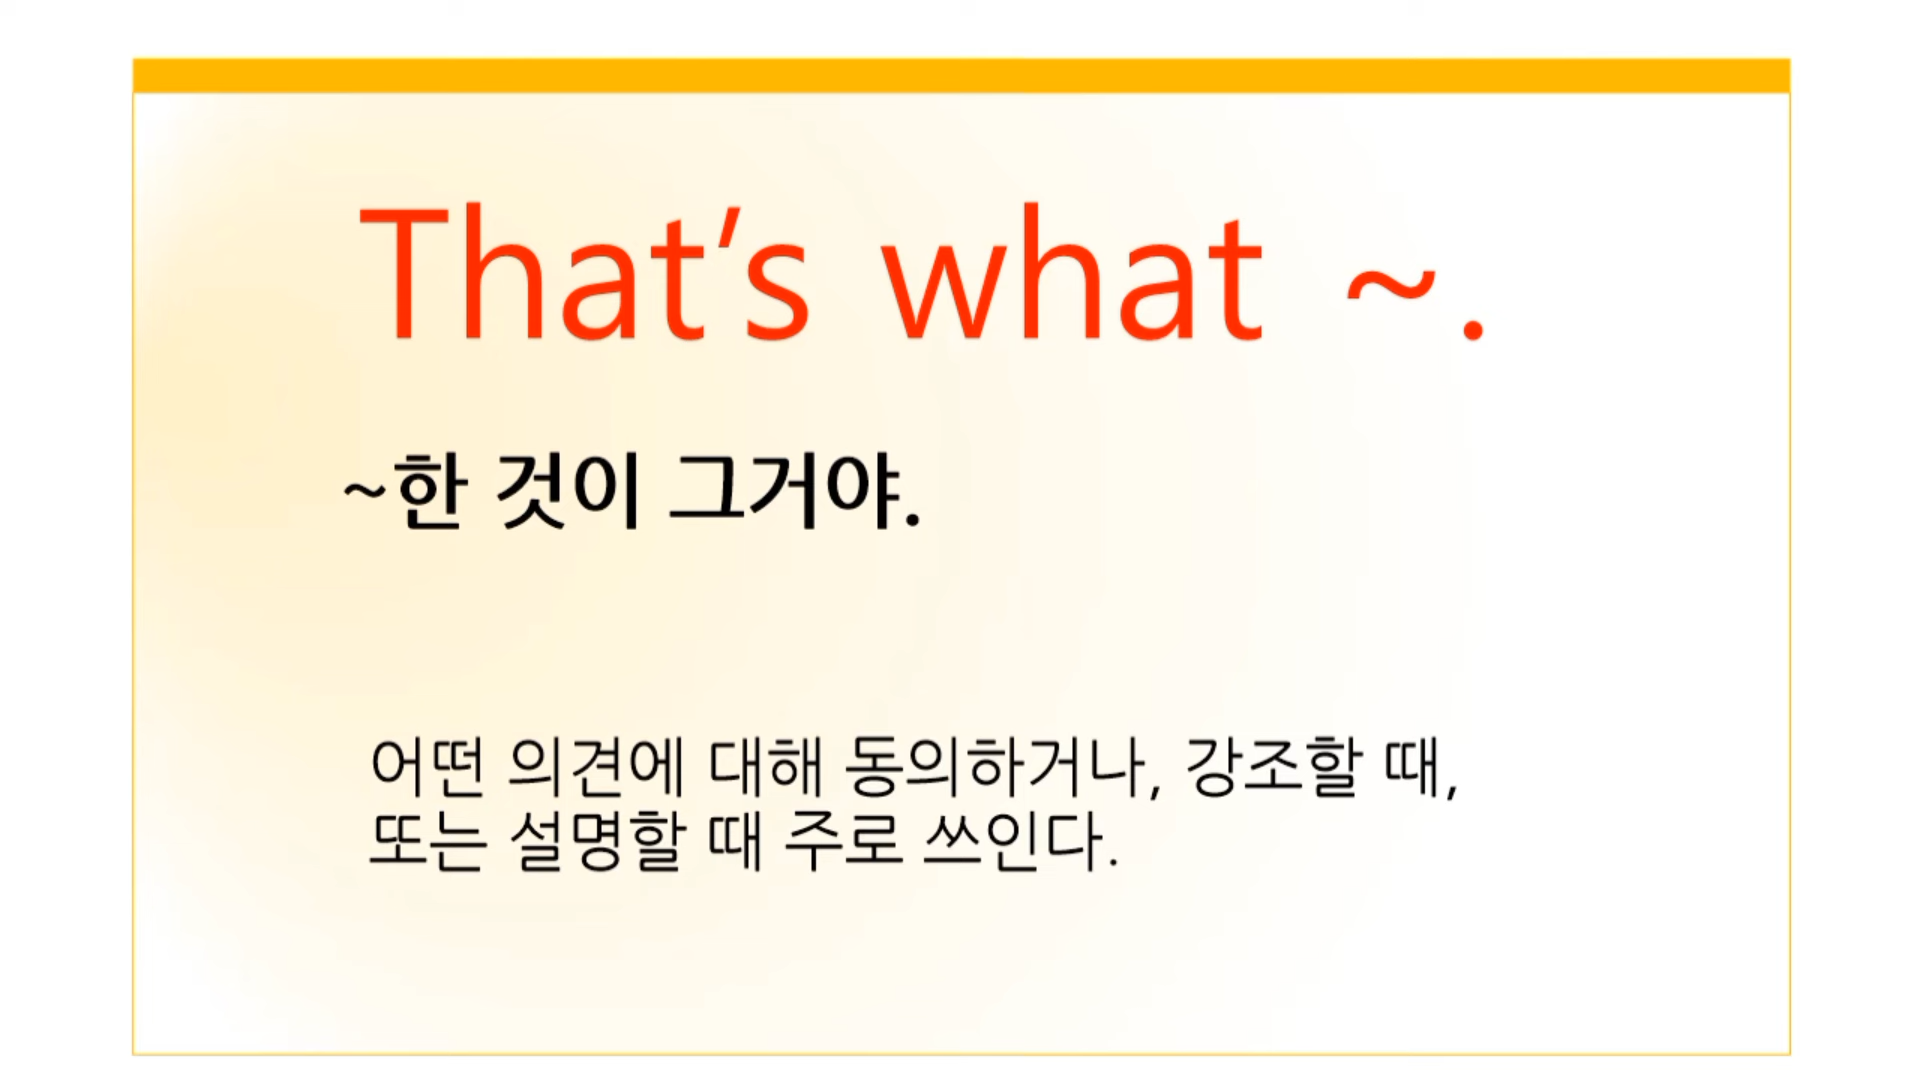 That’s what ~.
~한 것이 그거야.
어떤 의견에 대해 동의하거나, 강조할 때,
또는 설명할 때 주로 쓰인다.